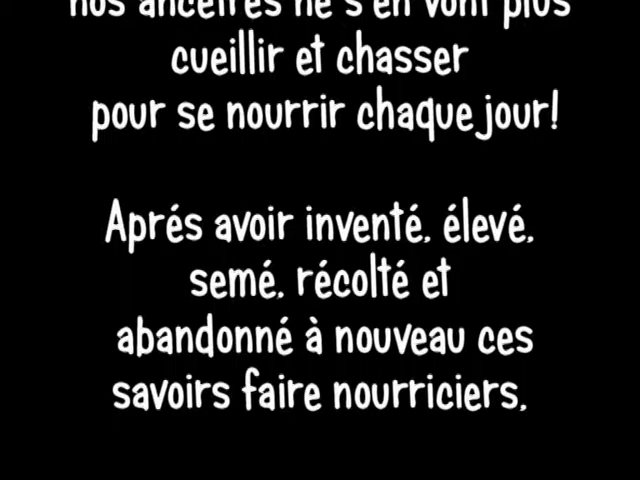 nos ancêtres ne s'en vont plus
cueillir et chasser
pour se nourrir chaque jour!
Aprés avoir inventé, élevé,
semé, récolté et
abandonné à nouveau ces
savoirs faire nourriciers,